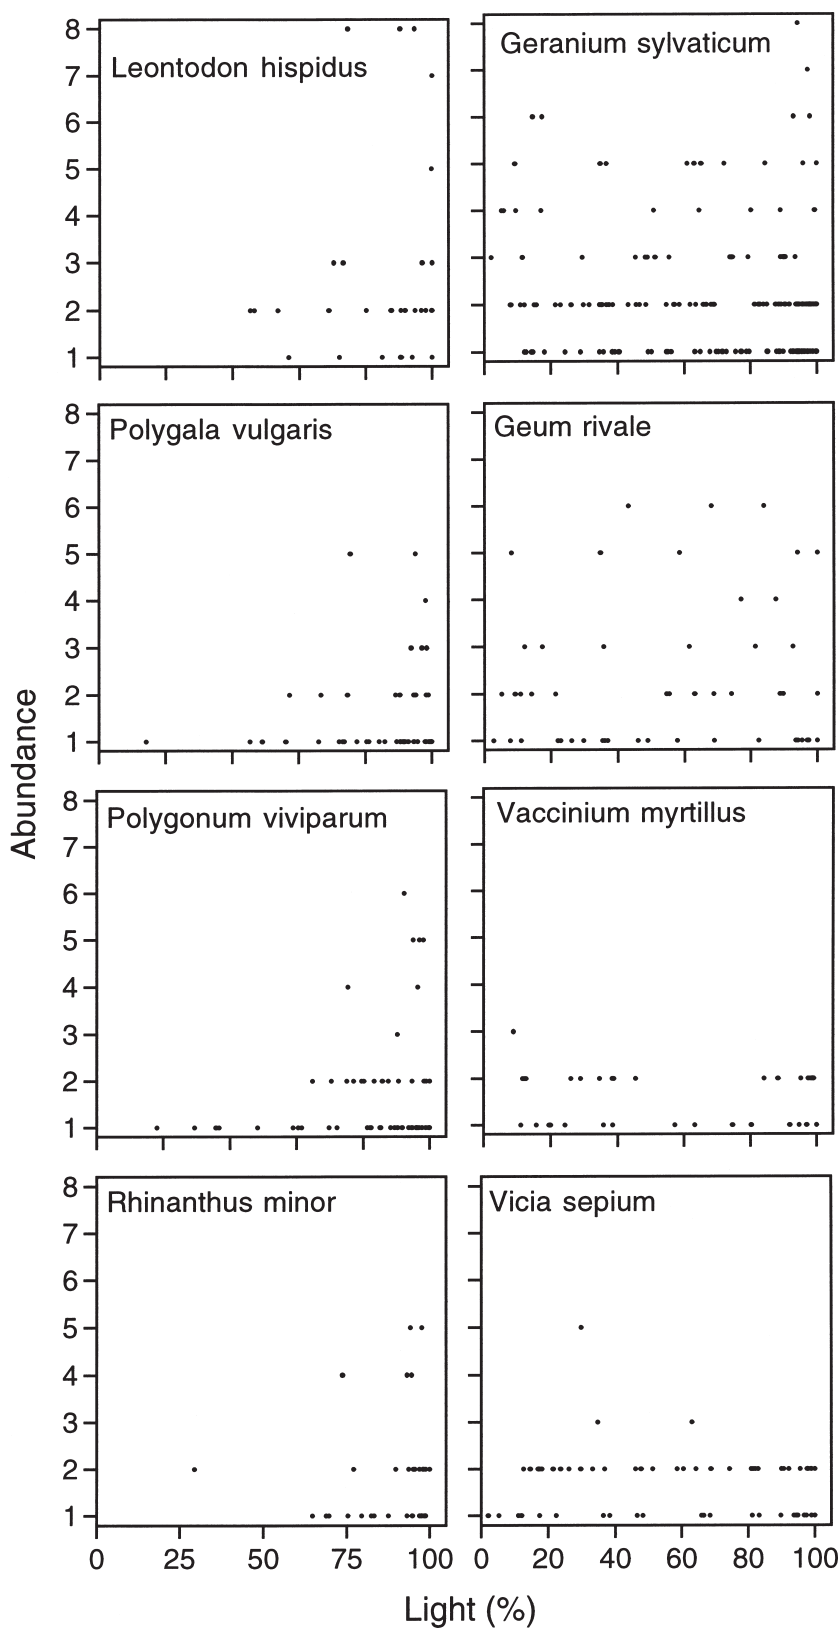 8
7
6
5
4
3
2
1
Leontodon hispidus
Geranium sylvaticum
8
7
6
5
4
3
2
1
Polygala vulgaris
Geum rivale
Abundance
8
7
6
5
4
3
2
1
Polygonum viviparum
Vaccinium myrtillus
8
7
6
5
4
3
2
1
Rhinanthus minor
Vicia sepium
0 25 50 75 100 0 20 40 60 80 100
Light (%)